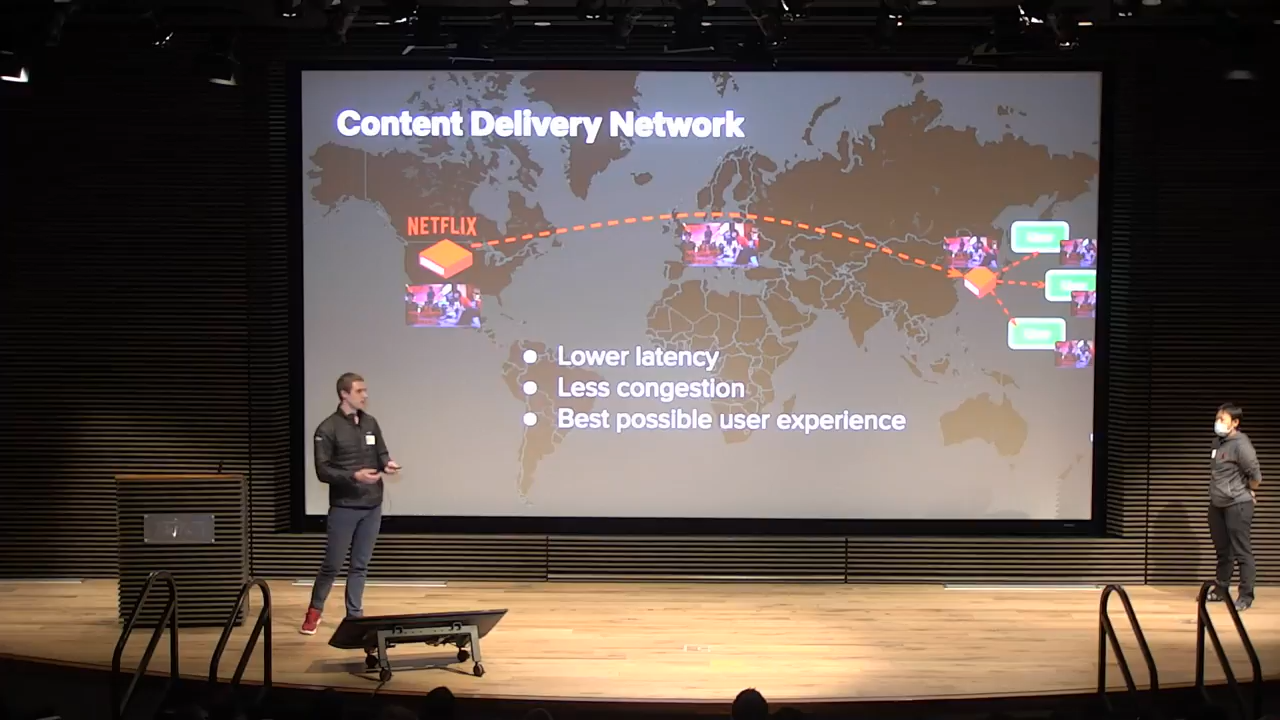 Content Delivery Network
NETFLIX
Lower latency
Less congestion
Best possible user experience